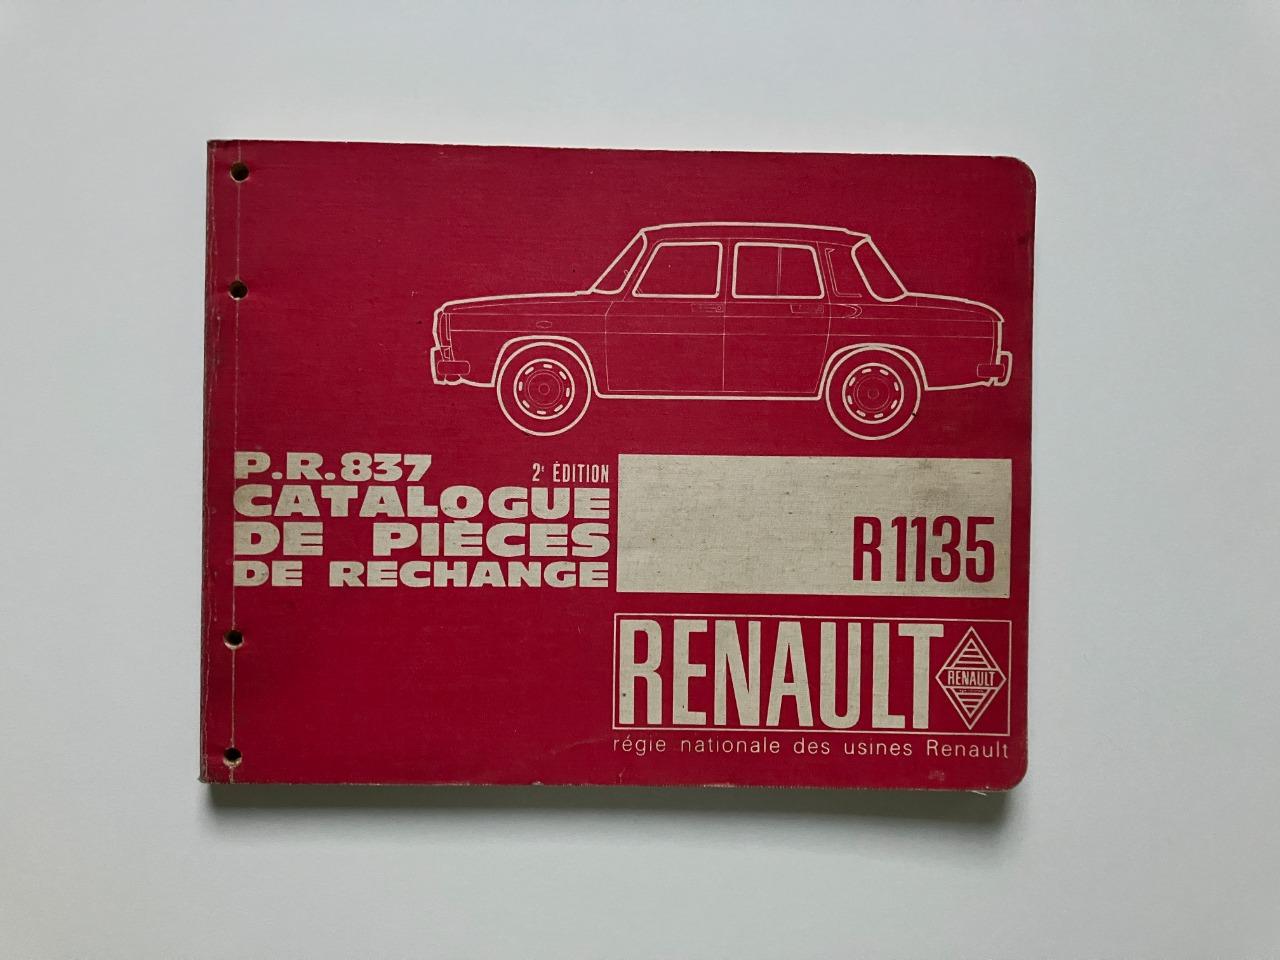 P.R.837 2e ÉDITION
CATALOGUE
DE PIÈCES
DE RECHANGE
R1135
RENAULT
RENAULT
régie nationale des usines Renault